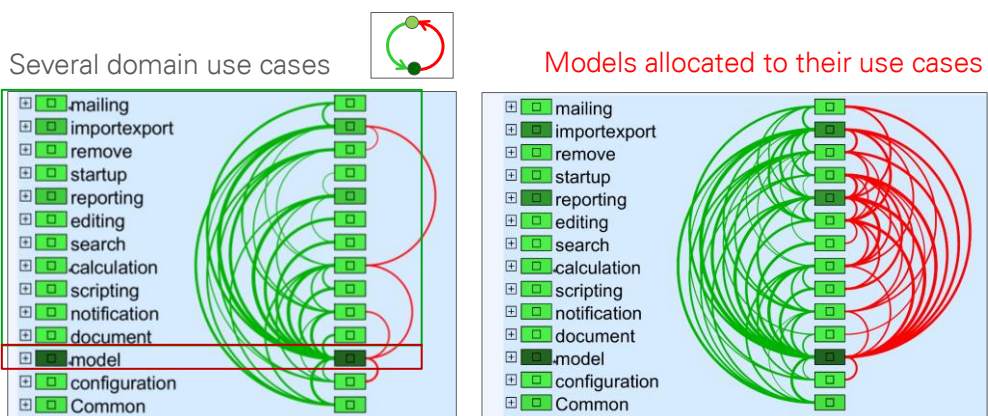 Several domain use cases
Models allocated to their use cases
mailing
importexport
remove
startup
reporting
editing
search
calculation
scripting
notification
document
model
configuration
Common
mailing
importexport
remove
startup
reporting
editing
search
calculation
scripting
notification
document
model
configuration
Common